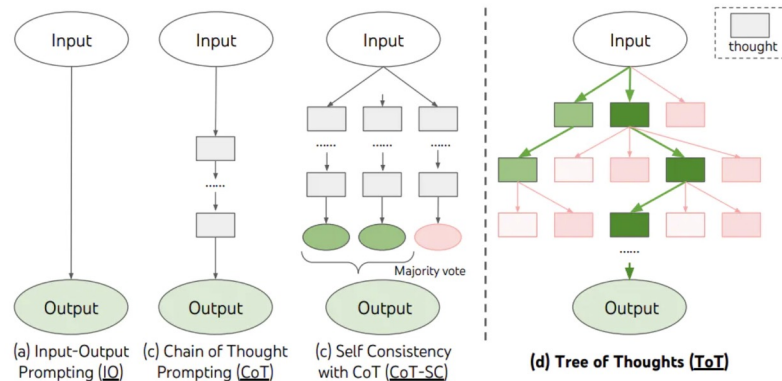 Input
Input
Input
Input
thought
......
......
......
......
Majority vote
......
Output
Output
Output
Output
(a) Input-Output
Prompting (IO)
(c) Chain of Thought
Prompting (CoT)
(c) Self Consistency
with CoT (CoT-SC)
(d) Tree of Thoughts (ToT)